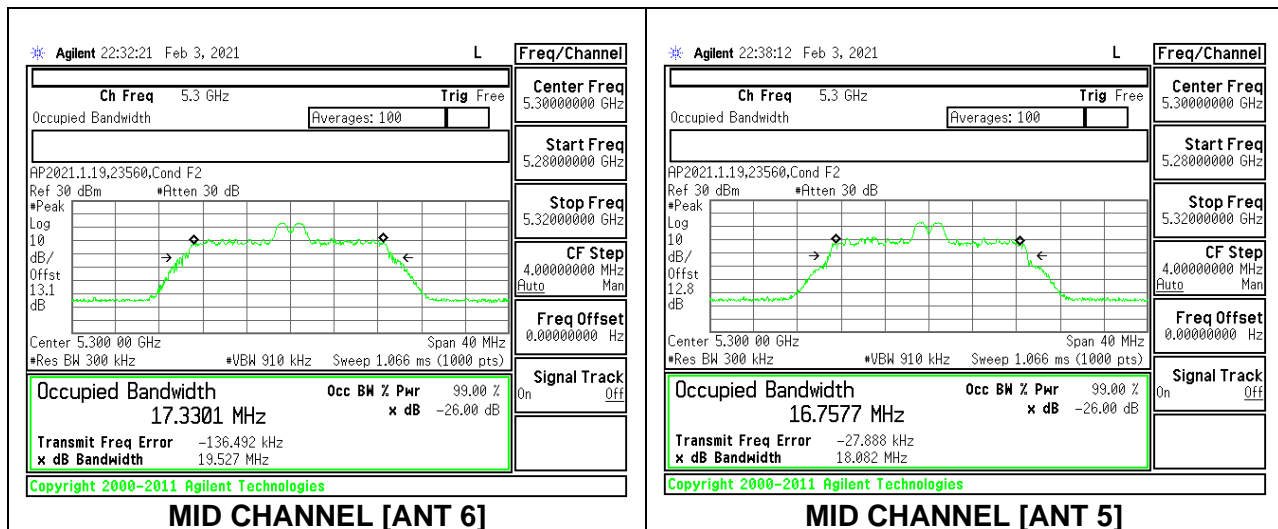 Agilent 22:32:21 Feb 3, 2021 L
Ch Freq 5.3 GHz Trig Free
Occupied Bandwidth Averages: 100
AP2021.1.19,23560,Cond F2
Ref 30 dBm #Atten 30 dB
#Peak
Log
10
dB/
Offst
13.1
dB
Center 5.300 00 GHz Span 40 MHz
#Res BW 300 kHz #VBW 910 kHz Sweep 1.066 ms (1000 pts)
Occupied Bandwidth Occ BW % Pwr 99.00 %
17.3301 MHz x dB -26.00 dB
Transmit Freq Error -136.492 kHz
x dB Bandwidth 19.527 MHz
Copyright 2000-2011 Agilent Technologies
Freq/Channel
Center Freq
5.30000000 GHz
Start Freq
5.28000000 GHz
Stop Freq
5.32000000 GHz
CF Step
4.00000000 MHz
Auto Man
Freq Offset
0.00000000 Hz
Signal Track
On Off
MID CHANNEL [ANT 6]
Agilent 22:38:12 Feb 3, 2021 L
Ch Freq 5.3 GHz Trig Free
Occupied Bandwidth Averages: 100
AP2021.1.19,23560,Cond F2
Ref 30 dBm #Atten 30 dB
#Peak
Log
10
dB/
Offst
12.8
dB
Center 5.300 00 GHz Span 40 MHz
#Res BW 300 kHz #VBW 910 kHz Sweep 1.066 ms (1000 pts)
Occupied Bandwidth Occ BW % Pwr 99.00 %
16.7577 MHz x dB -26.00 dB
Transmit Freq Error -27.888 kHz
x dB Bandwidth 18.082 MHz
Copyright 2000-2011 Agilent Technologies
Freq/Channel
Center Freq
5.30000000 GHz
Start Freq
5.28000000 GHz
Stop Freq
5.32000000 GHz
CF Step
4.00000000 MHz
Auto Man
Freq Offset
0.00000000 Hz
Signal Track
On Off
MID CHANNEL [ANT 5]